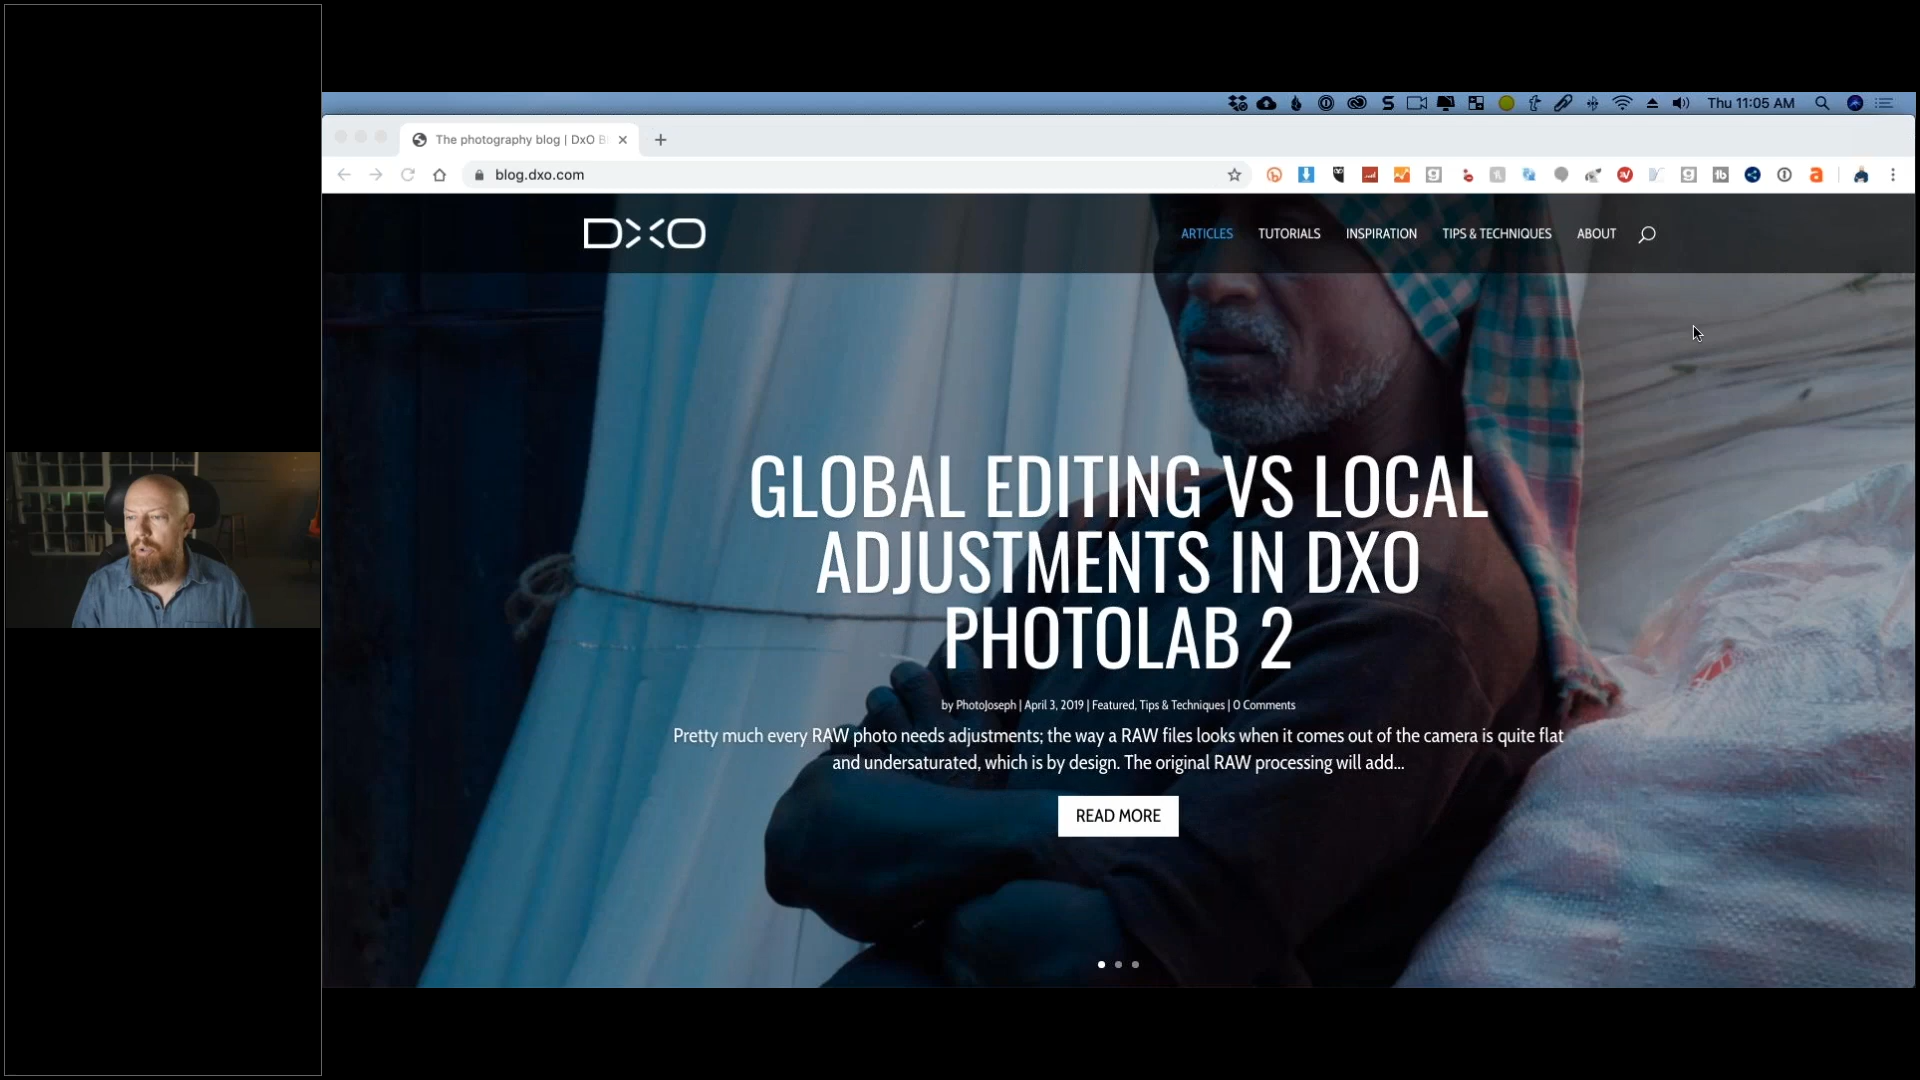 Thu 11:05 AM
The photography blog | DxO B
blog.dxo.com
DXO
ARTICLES TUTORIALS INSPIRATION TIPS & TECHNIQUES ABOUT
GLOBAL EDITING VS LOCAL
ADJUSTMENTS IN DXO
PHOTOLAB 2
by PhotoJoseph | April 3, 2019 | Featured, Tips & Techniques | 0 Comments
Pretty much every RAW photo needs adjustments; the way a RAW files looks when it comes out of the camera is quite flat
and undersaturated, which is by design. The original RAW processing will add...
READ MORE